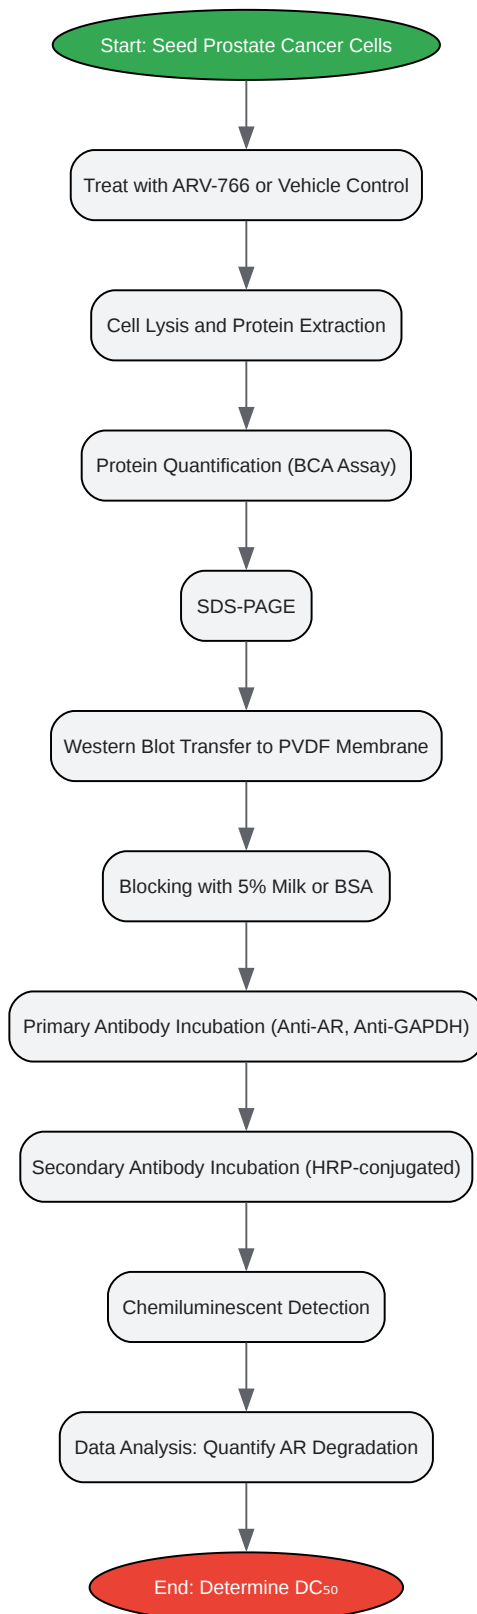 Start: Seed Prostate Cancer Cells
Treat with ARV-766 or Vehicle Control
Cell Lysis and Protein Extraction
Protein Quantification (BCA Assay)
SDS-PAGE
Western Blot Transfer to PVDF Membrane
Blocking with 5% Milk or BSA
Primary Antibody Incubation (Anti-AR, Anti-GAPDH)
Secondary Antibody Incubation (HRP-conjugated)
Chemiluminescent Detection
Data Analysis: Quantify AR Degradation
End: Determine DC₅₀